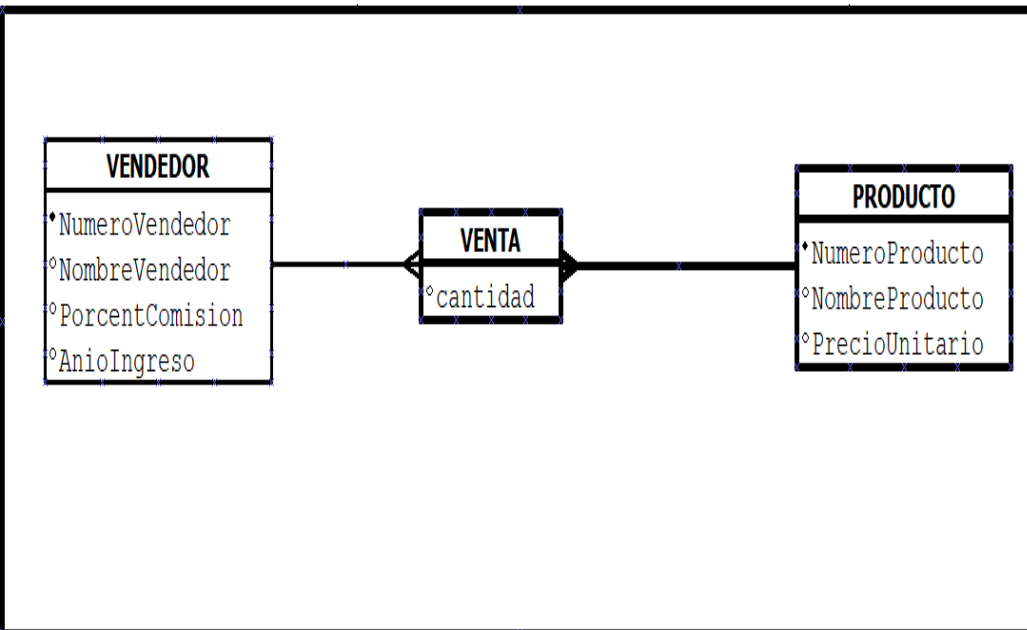 VENDEDOR
NumeroVendedor
NombreVendedor
PorcentComision
AnioIngreso
VENTA
cantidad
PRODUCTO
NumeroProducto
NombreProducto
PrecioUnitario